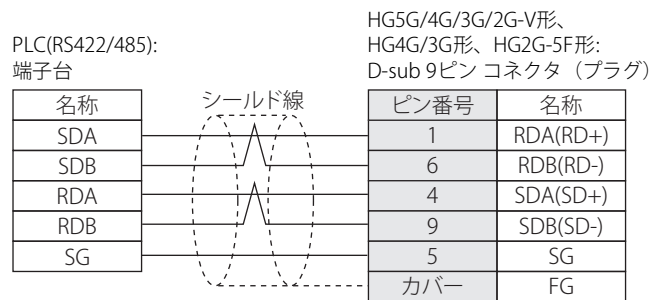 HG5G/4G/3G/2G-V形、
PLC(RS422/485): HG4G/3G形、HG2G-5F形:
端子台 D-sub 9ピン コネクタ（プラグ）
名称 シールド線 ピン番号 名称
SDA 1 RDA(RD+)
SDB 6 RDB(RD-)
RDA 4 SDA(SD+)
RDB 9 SDB(SD-)
SG 5 SG
カバー FG